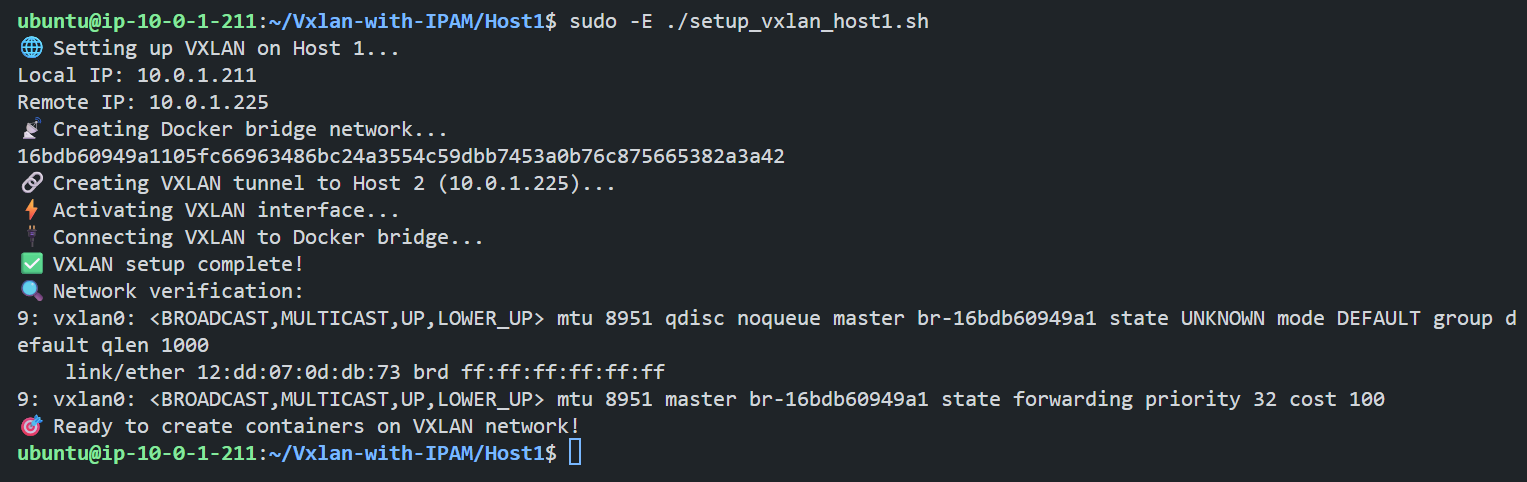 ubuntu@ip-10-0-1-211:~/Vxlan-with-IPAM/Host1$ sudo -E ./setup_vxlan_host1.sh
🌐 Setting up VXLAN on Host 1...
Local IP: 10.0.1.211
Remote IP: 10.0.1.225
📡 Creating Docker bridge network...
16bdb60949a1105fc66963486bc24a3554c59dbb7453a0b76c875665382a3a42
🔗 Creating VXLAN tunnel to Host 2 (10.0.1.225)...
⚡ Activating VXLAN interface...
🔌 Connecting VXLAN to Docker bridge...
✅ VXLAN setup complete!
🔍 Network verification:
9: vxlan0: <BROADCAST,MULTICAST,UP,LOWER_UP> mtu 8951 qdisc noqueue master br-16bdb60949a1 state UNKNOWN mode DEFAULT group d
efault qlen 1000
    link/ether 12:dd:07:0d:db:73 brd ff:ff:ff:ff:ff:ff
9: vxlan0: <BROADCAST,MULTICAST,UP,LOWER_UP> mtu 8951 master br-16bdb60949a1 state forwarding priority 32 cost 100
🎯 Ready to create containers on VXLAN network!
ubuntu@ip-10-0-1-211:~/Vxlan-with-IPAM/Host1$